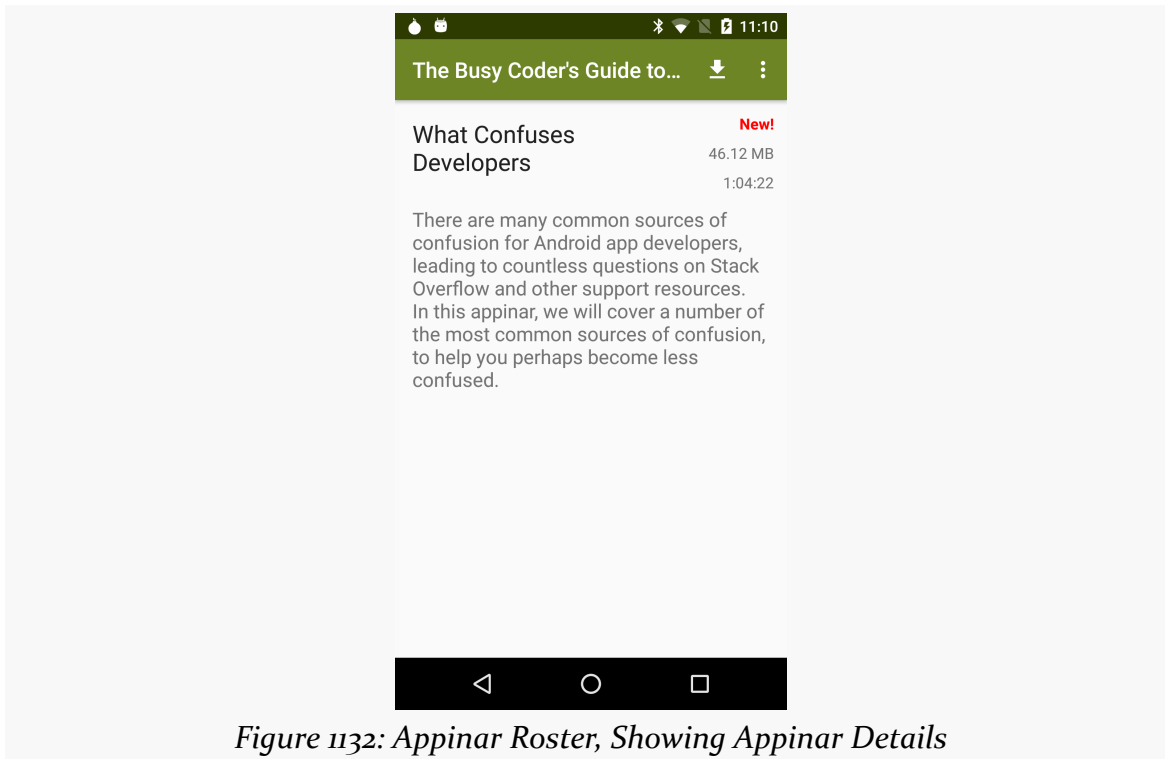 11:10
The Busy Coder's Guide to...
New!
What Confuses
Developers
46.12 MB
1:04:22
There are many common sources of
confusion for Android app developers,
leading to countless questions on Stack
Overflow and other support resources.
In this appinar, we will cover a number of
the most common sources of confusion,
to help you perhaps become less
confused.
Figure 1132: Appinar Roster, Showing Appinar Details